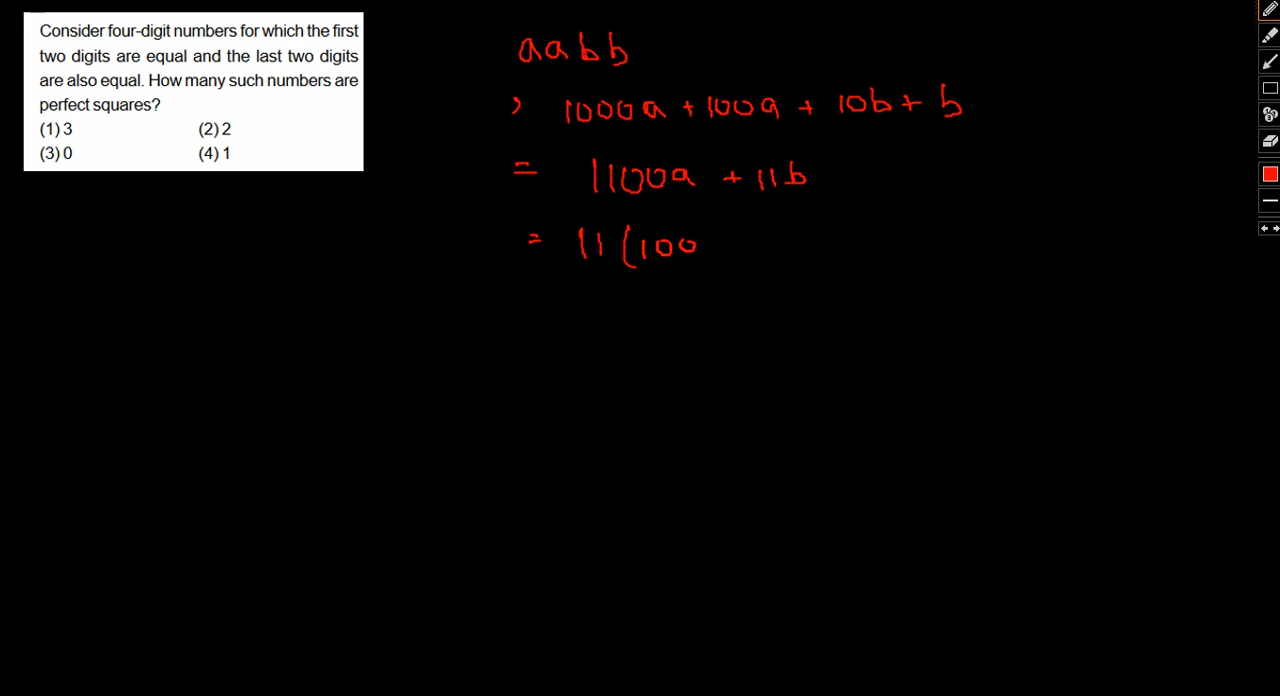 Consider four-digit numbers for which the first
two digits are equal and the last two digits
are also equal. How many such numbers are
perfect squares?
(1) 3 (2) 2
(3) 0 (4) 1
aabb
, 1000a + 100a + 10b + b
= 1100a + 11b
= 11 (100